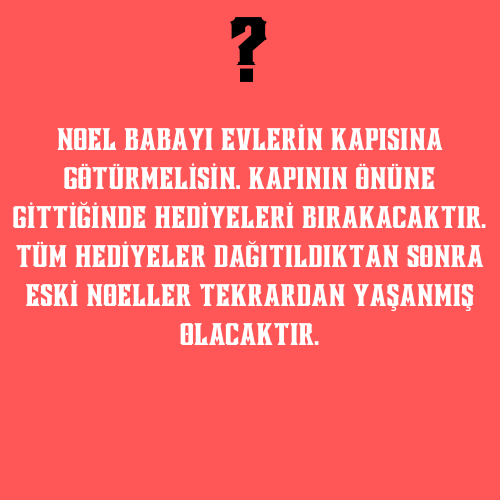 ?
NOEL BABAYI EVLERİN KAPISINA
GÖTÜRMELİSİN. KAPININ ÖNÜNE
GİTTİĞİNDE HEDİYELERİ BIRAKACAKTIR.
TÜM HEDİYELER DAĞITILDIKTAN SONRA
ESKİ NOELLER TEKRARDAN YAŞANMIŞ
OLACAKTIR.